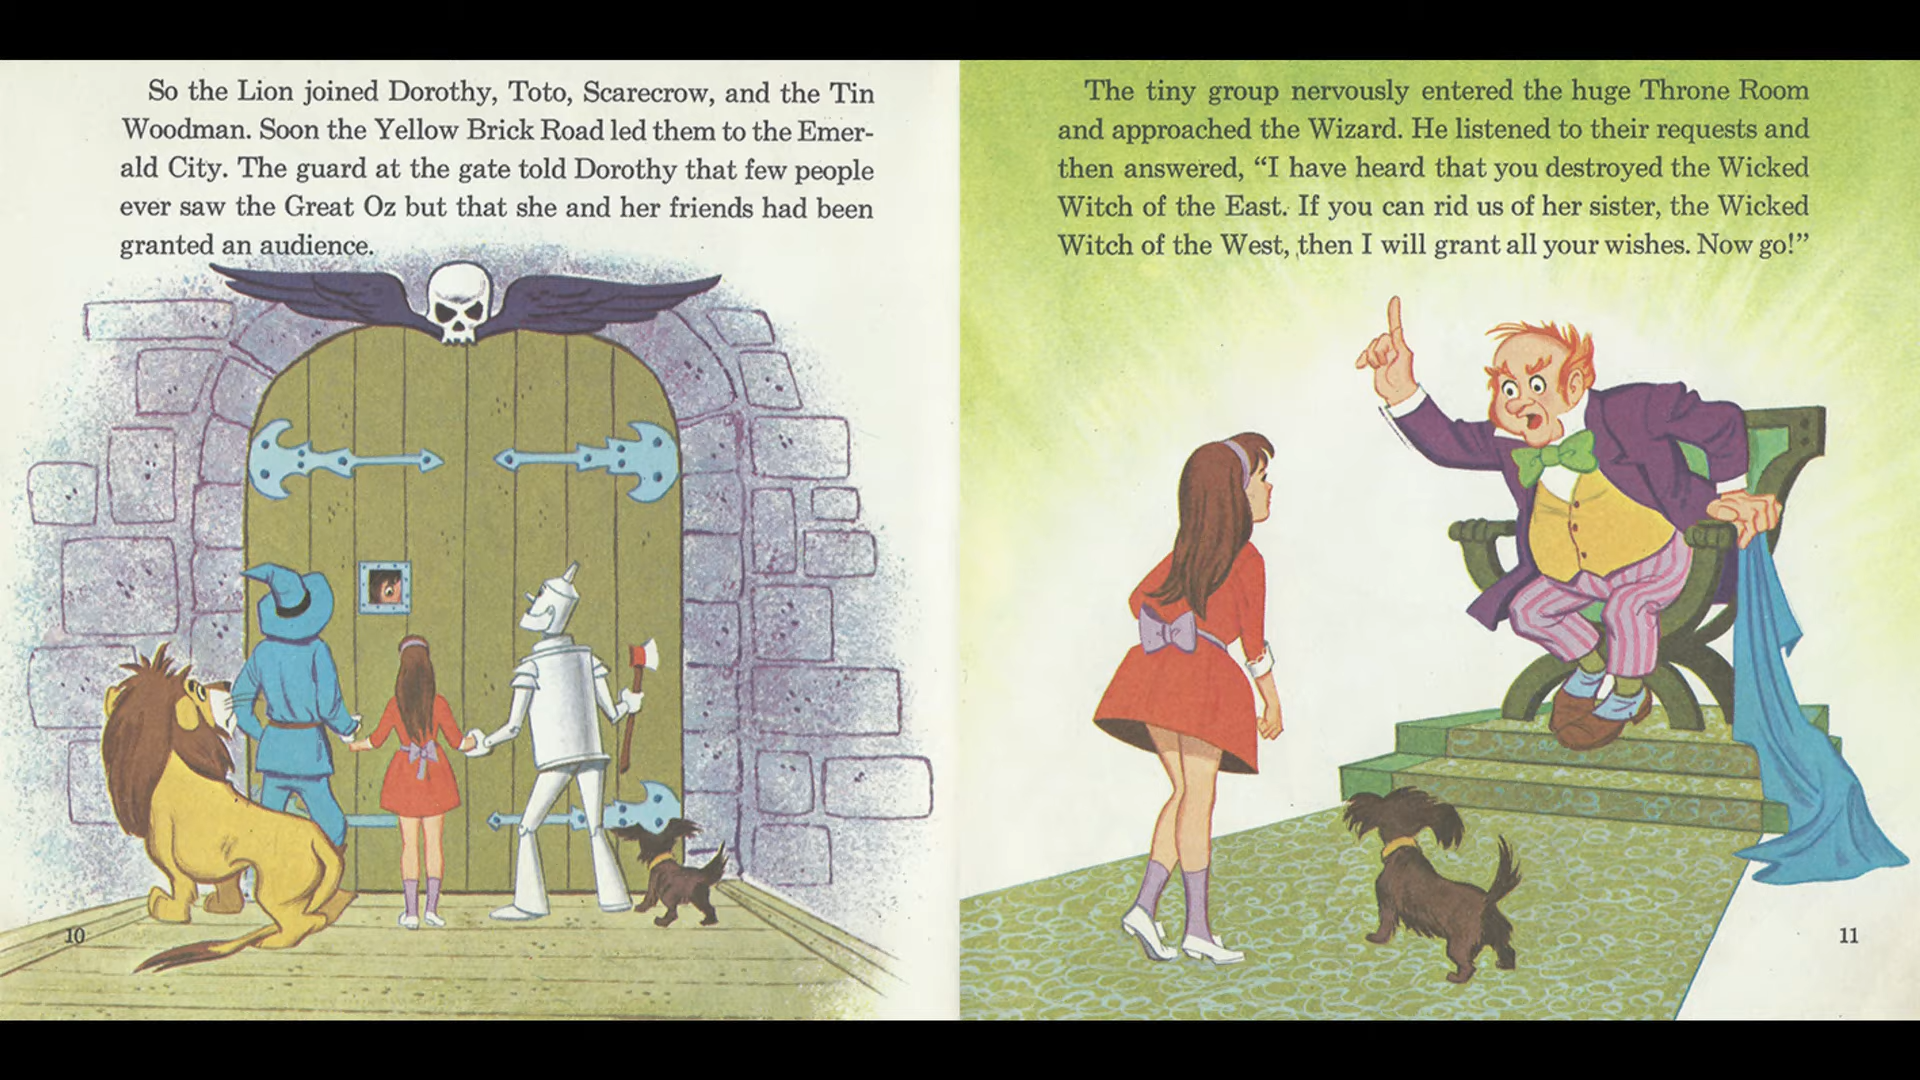 So the Lion joined Dorothy, Toto, Scarecrow, and the Tin
Woodman. Soon the Yellow Brick Road led them to the Emer-
ald City. The guard at the gate told Dorothy that few people
ever saw the Great Oz but that she and her friends had been
granted an audience.
10
The tiny group nervously entered the huge Throne Room
and approached the Wizard. He listened to their requests and
then answered, “I have heard that you destroyed the Wicked
Witch of the East. If you can rid us of her sister, the Wicked
Witch of the West, then I will grant all your wishes. Now go!”
11